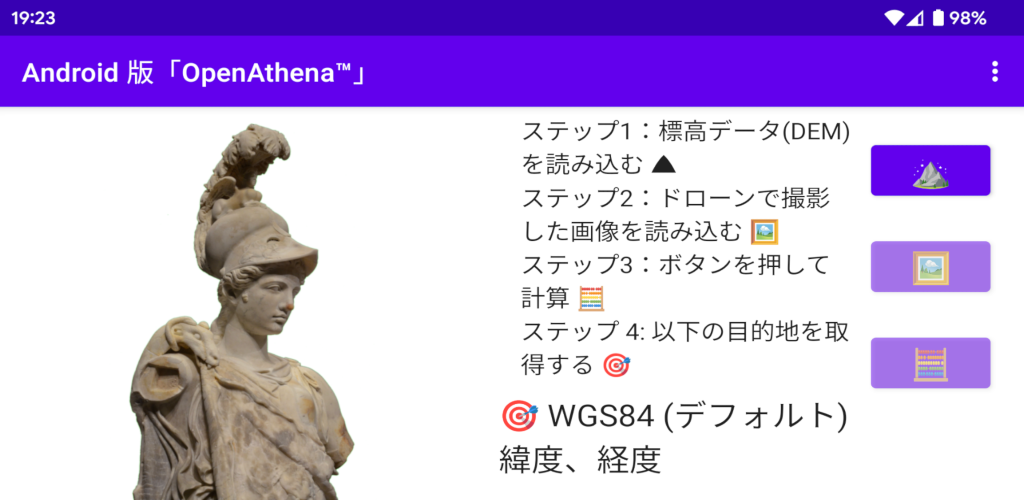 19:23
98%
Android 版「OpenAthena™」
ステップ1：標高データ(DEM)
を読み込む ▲
ステップ2：ドローンで撮影
した画像を読み込む 🖼️
ステップ3：ボタンを押して
計算 🧮
ステップ 4: 以下の目的地を取
得する 🎯
🎯 WGS84 (デフォルト)
緯度、経度